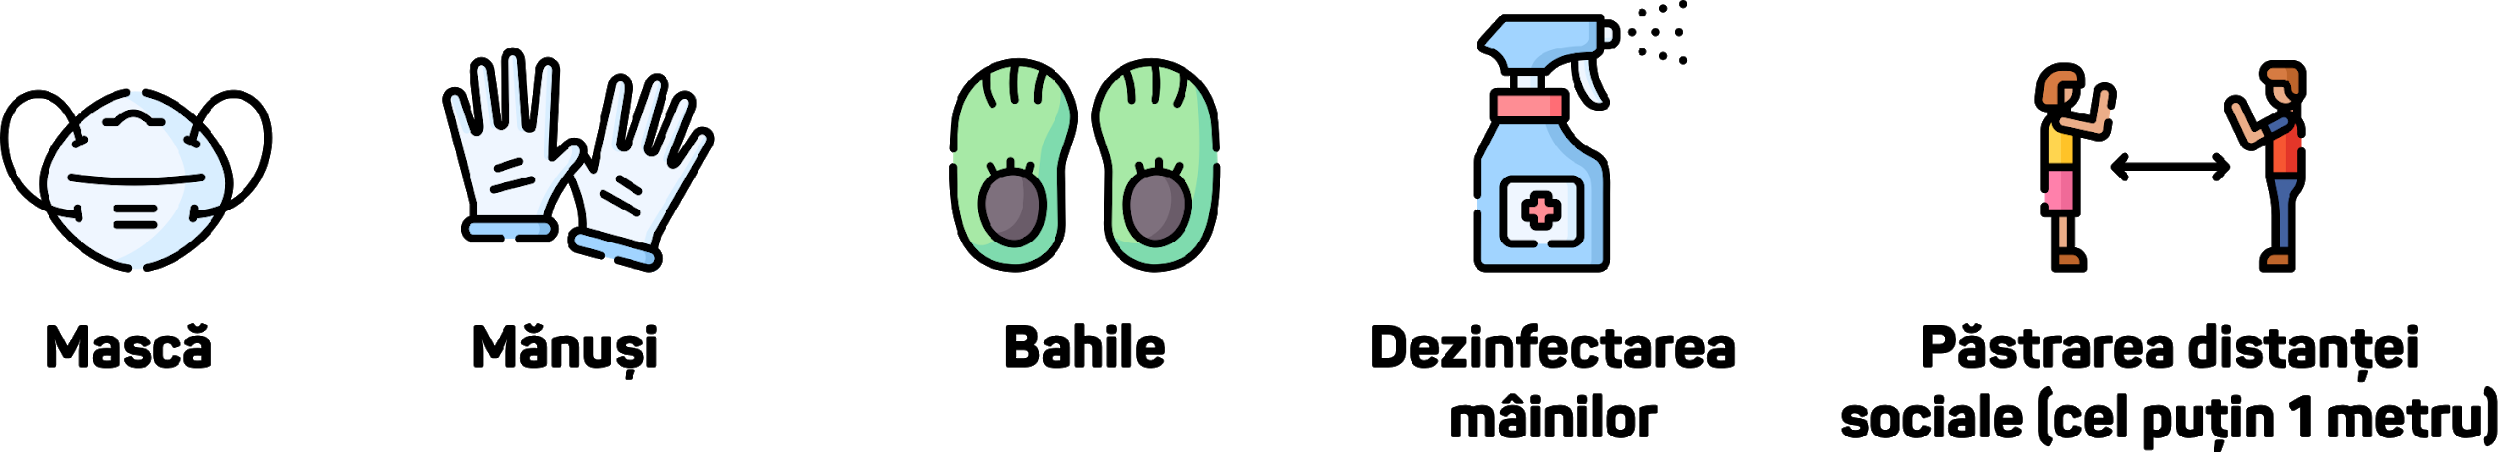 Mască
Mănuși
Bahile
Dezinfectarea
mâinilor
Păstrarea distanței
sociale (cel puțin 1 metru)